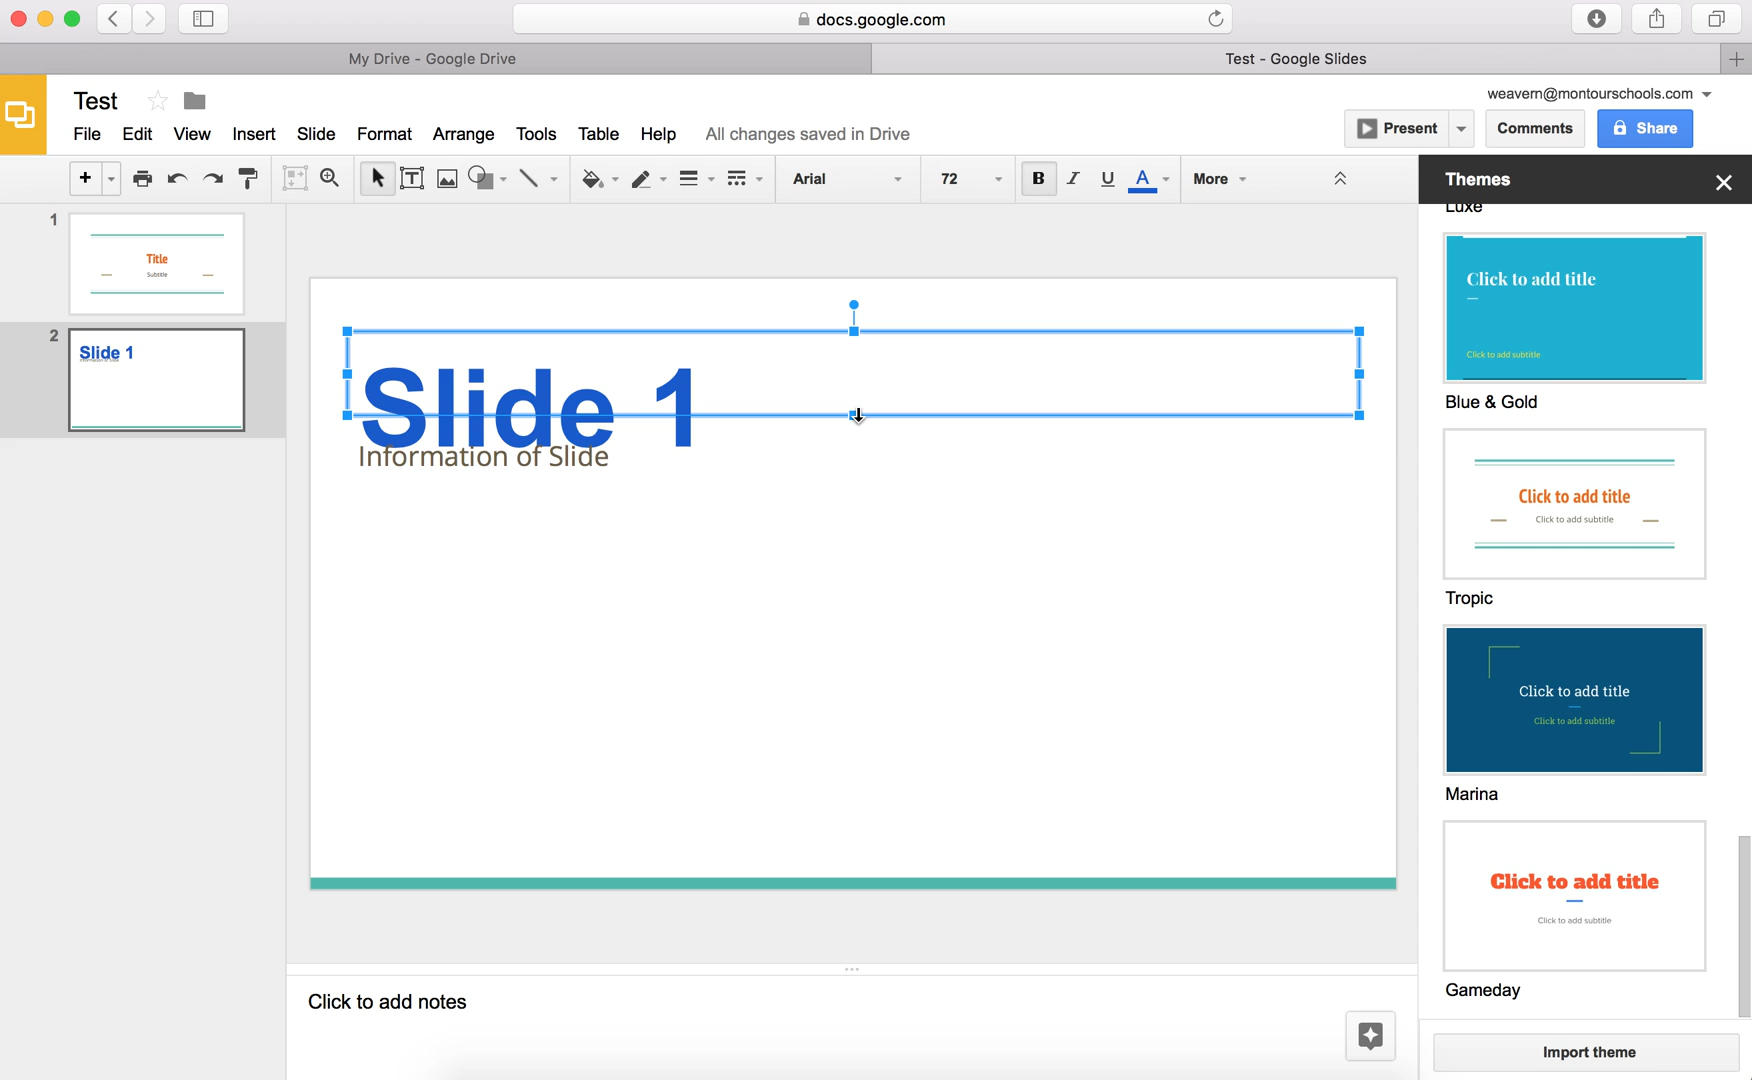 docs.google.com
My Drive - Google Drive
Test - Google Slides
Test
weavern@montourschools.com
File Edit View Insert Slide Format Arrange Tools Table Help All changes saved in Drive
Present
Comments
Share
Arial
72
B I U A
More
Themes
1
Title
Subtitle
2
Slide 1
Information of Slide
Slide 1
Information of Slide
Luxe
Click to add title
Click to add subtitle
Blue & Gold
Click to add title
Click to add subtitle
Tropic
Click to add title
Click to add subtitle
Marina
Click to add title
Click to add subtitle
Gameday
Import theme
Click to add notes